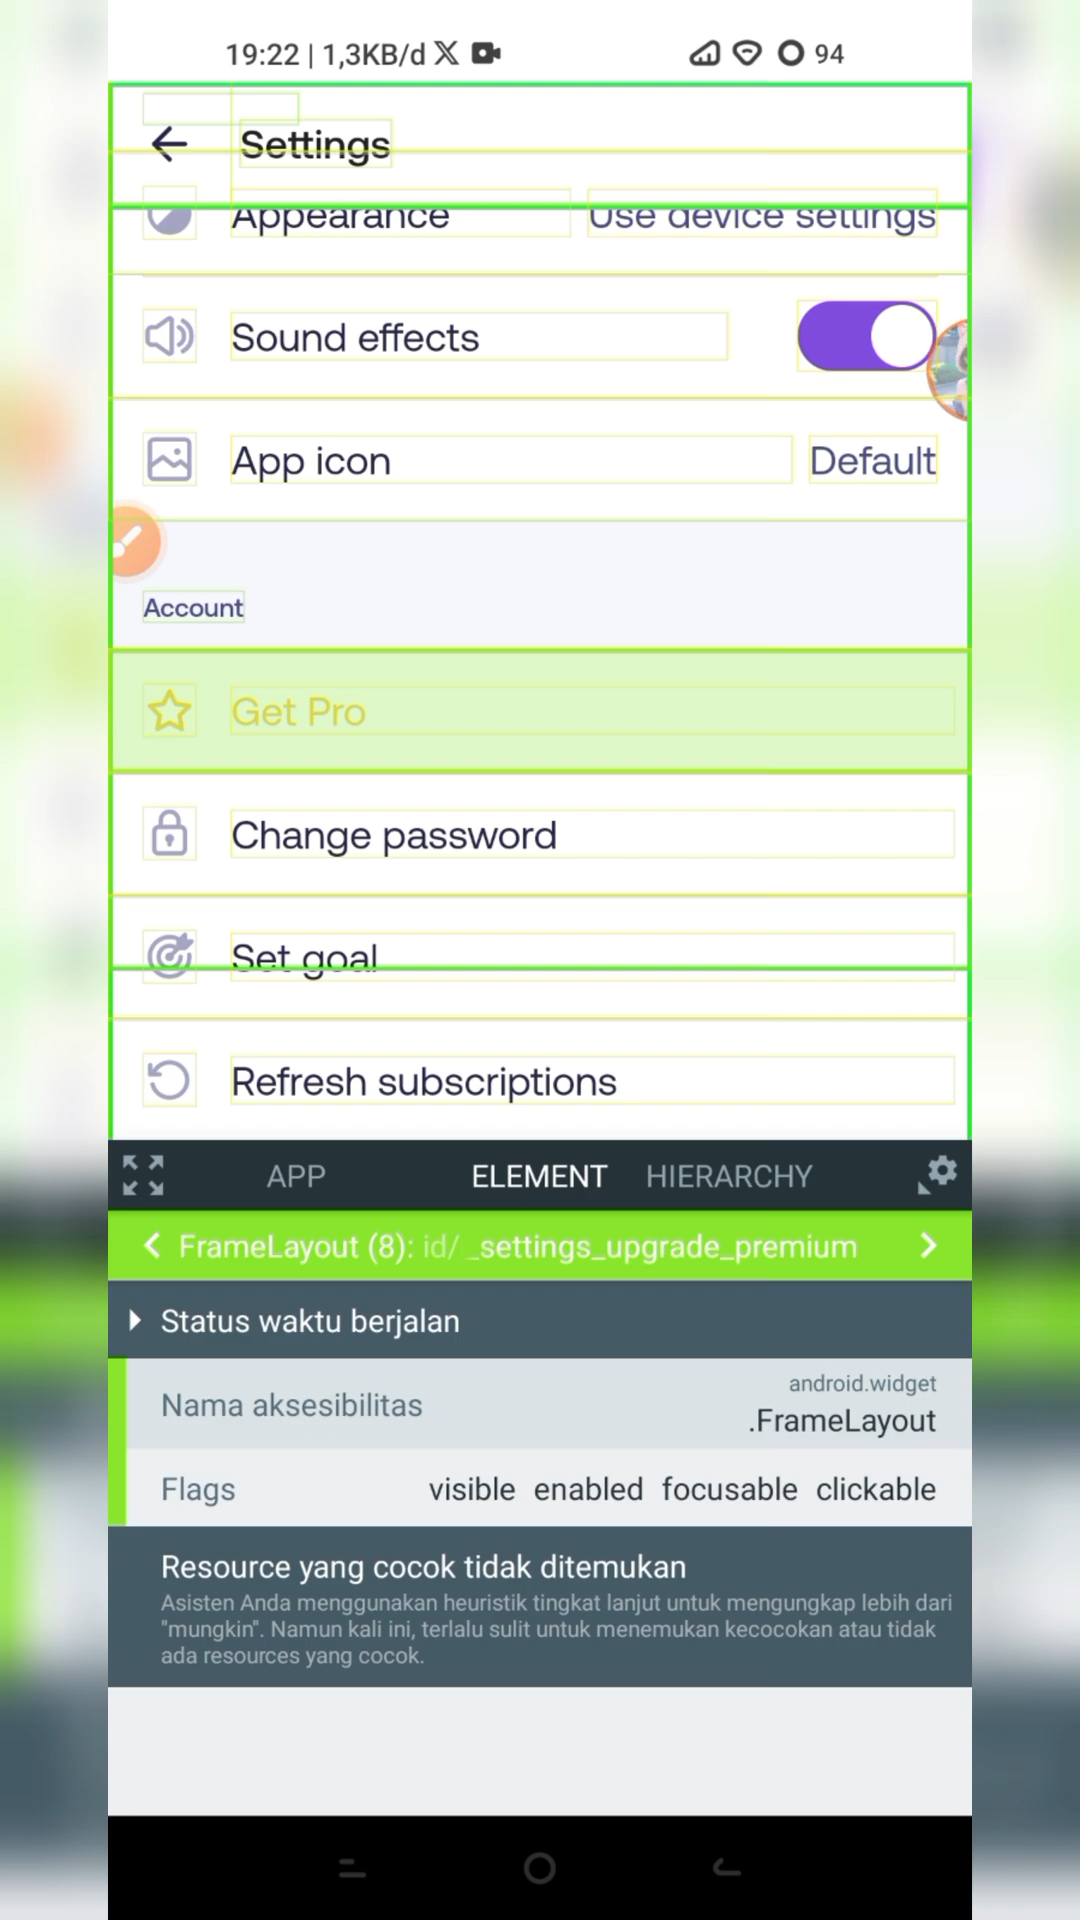 19:22 | 1,3KB/d 94
Settings
Appearance Use device settings
Sound effects
App icon Default
Account
Get Pro
Change password
Set goal
Refresh subscriptions
APP ELEMENT HIERARCHY
FrameLayout (8): id/ _settings_upgrade_premium
Status waktu berjalan
Nama aksesibilitas android.widget
.FrameLayout
Flags visible enabled focusable clickable
Resource yang cocok tidak ditemukan
Asisten Anda menggunakan heuristik tingkat lanjut untuk mengungkap lebih dari
"mungkin". Namun kali ini, terlalu sulit untuk menemukan kecocokan atau tidak
ada resources yang cocok.